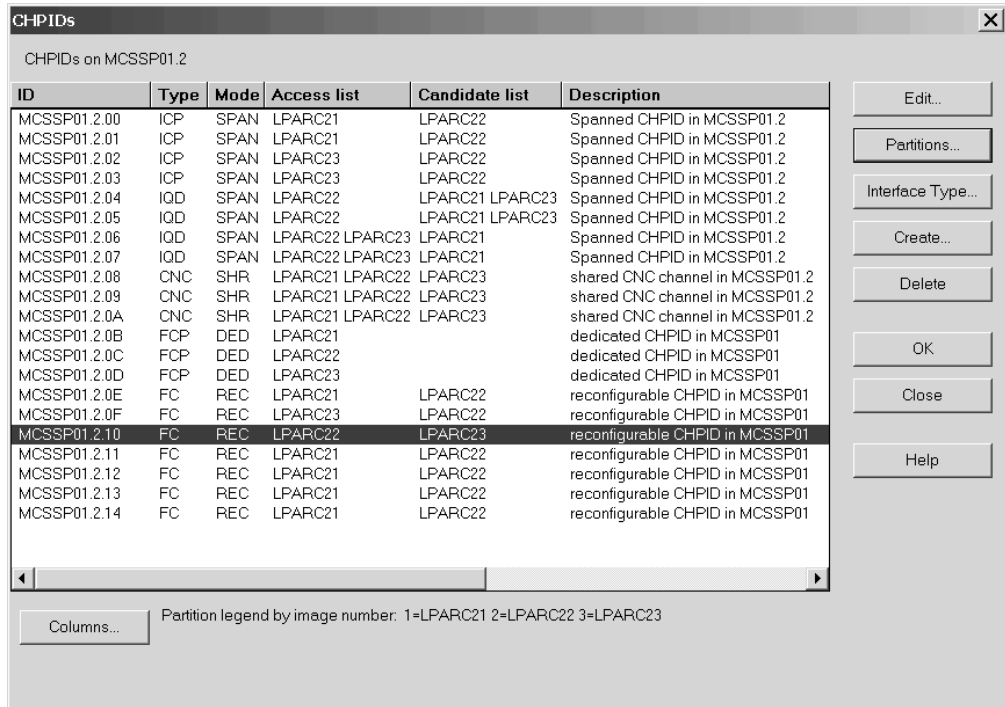 CHPIDs
CHPIDs on MCSSP01.2
ID Type Mode Access list Candidate list Description
MCSSP01.2.00 ICP SPAN LPARC21 LPARC22 Spanned CHPID in MCSSP01.2
MCSSP01.2.01 ICP SPAN LPARC21 LPARC22 Spanned CHPID in MCSSP01.2
MCSSP01.2.02 ICP SPAN LPARC23 LPARC22 Spanned CHPID in MCSSP01.2
MCSSP01.2.03 ICP SPAN LPARC23 LPARC22 Spanned CHPID in MCSSP01.2
MCSSP01.2.04 IQD SPAN LPARC22 LPARC21 LPARC23 Spanned CHPID in MCSSP01.2
MCSSP01.2.05 IQD SPAN LPARC22 LPARC21 LPARC23 Spanned CHPID in MCSSP01.2
MCSSP01.2.06 IQD SPAN LPARC22 LPARC23 LPARC21 Spanned CHPID in MCSSP01.2
MCSSP01.2.07 IQD SPAN LPARC22 LPARC23 LPARC21 Spanned CHPID in MCSSP01.2
MCSSP01.2.08 CNC SHR LPARC21 LPARC22 LPARC23 shared CNC channel in MCSSP01.2
MCSSP01.2.09 CNC SHR LPARC21 LPARC22 LPARC23 shared CNC channel in MCSSP01.2
MCSSP01.2.0A CNC SHR LPARC21 LPARC22 LPARC23 shared CNC channel in MCSSP01.2
MCSSP01.2.0B FCP DED LPARC21 dedicated CHPID in MCSSP01
MCSSP01.2.0C FCP DED LPARC22 dedicated CHPID in MCSSP01
MCSSP01.2.0D FCP DED LPARC23 dedicated CHPID in MCSSP01
MCSSP01.2.0E FC REC LPARC21 LPARC22 reconfigurable CHPID in MCSSP01
MCSSP01.2.0F FC REC LPARC23 LPARC22 reconfigurable CHPID in MCSSP01
MCSSP01.2.10 FC REC LPARC22 LPARC23 reconfigurable CHPID in MCSSP01
MCSSP01.2.11 FC REC LPARC21 LPARC22 reconfigurable CHPID in MCSSP01
MCSSP01.2.12 FC REC LPARC21 LPARC22 reconfigurable CHPID in MCSSP01
MCSSP01.2.13 FC REC LPARC21 LPARC22 reconfigurable CHPID in MCSSP01
MCSSP01.2.14 FC REC LPARC21 LPARC22 reconfigurable CHPID in MCSSP01
Edit...
Partitions...
Interface Type...
Create...
Delete
OK
Close
Help
Columns...
Partition legend by image number: 1=LPARC21 2=LPARC22 3=LPARC23